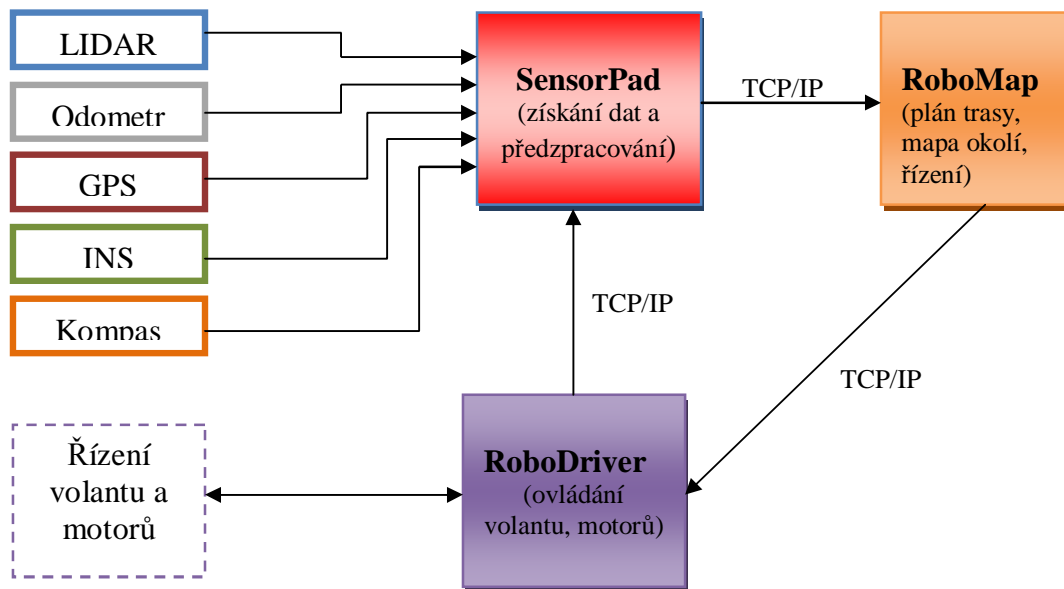 LIDAR
Odometr
GPS
INS
Kompas
SensorPad
(získání dat a
předzpracování)
TCP/IP
RoboMap
(plán trasy,
mapa okolí,
řízení)
TCP/IP
TCP/IP
Řízení
volantu a
motorů
RoboDriver
(ovládání
volantu, motorů)